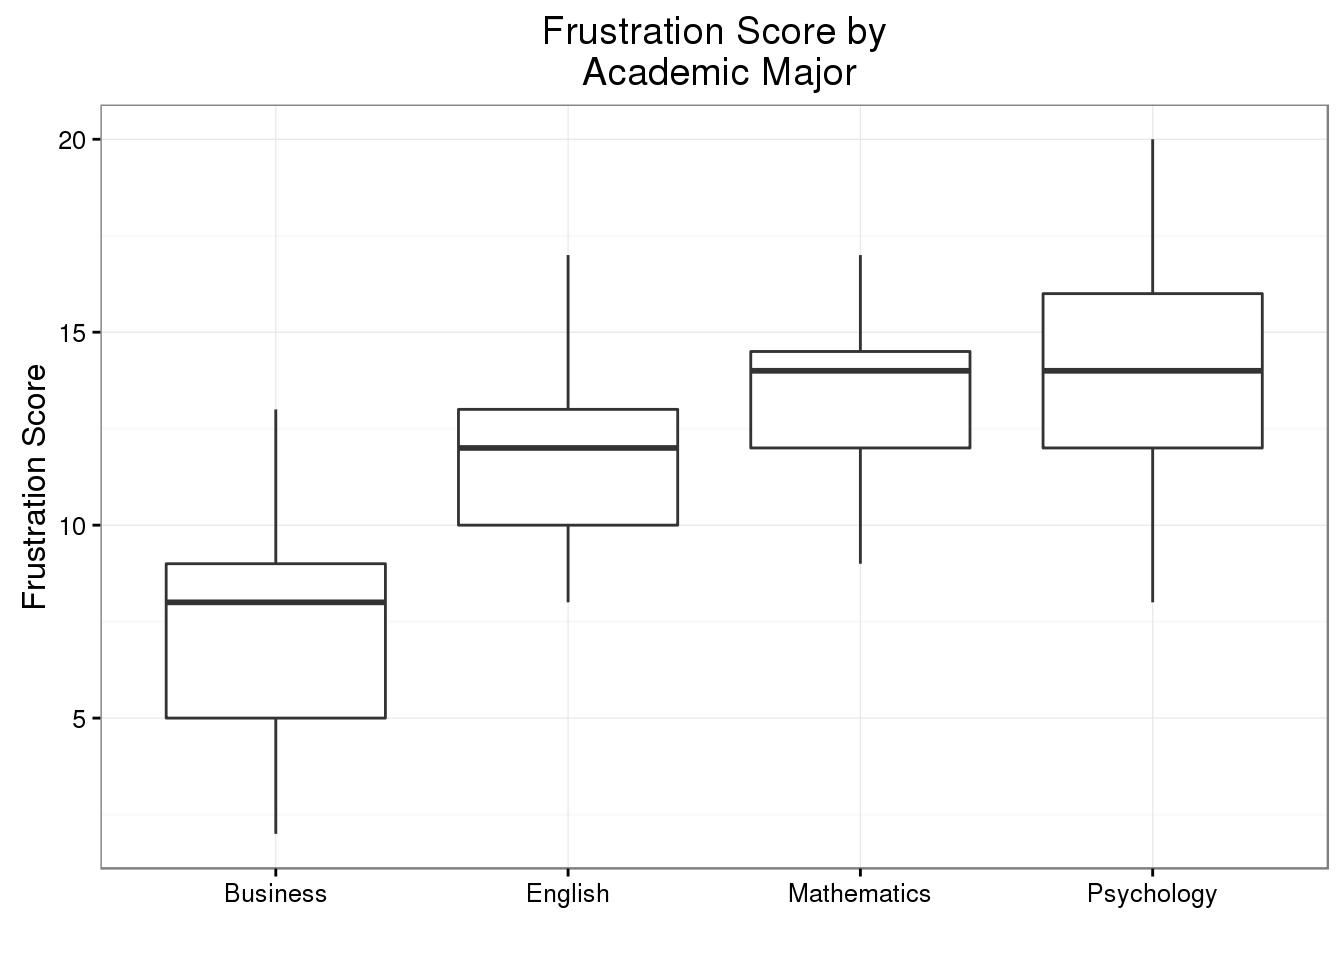 Frustration Score by
Academic Major
Frustration Score
20
15
10
5
Business English Mathematics Psychology